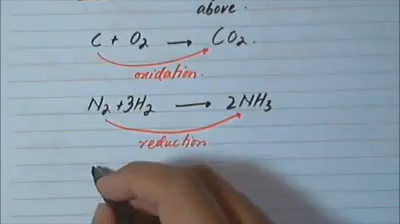 above.
C + O₂ → CO₂.
oxidation.
N₂ + 3H₂ → 2NH₃
reduction